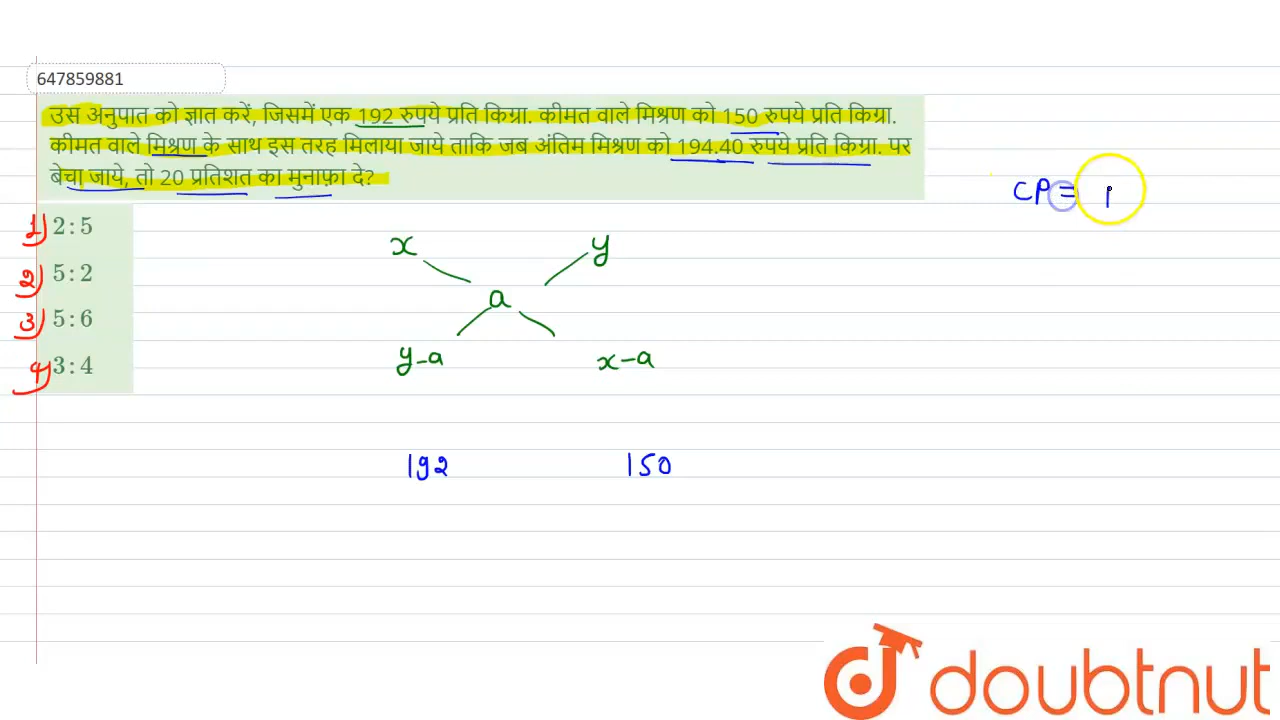 647859881
उस अनुपात को ज्ञात करें, जिसमें एक 192 रुपये प्रति किग्रा. कीमत वाले मिश्रण को 150 रुपये प्रति किग्रा.
कीमत वाले मिश्रण के साथ इस तरह मिलाया जाये ताकि जब अंतिम मिश्रण को 194.40 रुपये प्रति किग्रा. पर
बेचा जाये, तो 20 प्रतिशत का मुनाफ़ा दे?
CP = 1
1) 2 : 5
2) 5 : 2
3) 5 : 6
4) 3 : 4
x y
a
y-a x-a
192 150
doubtnut